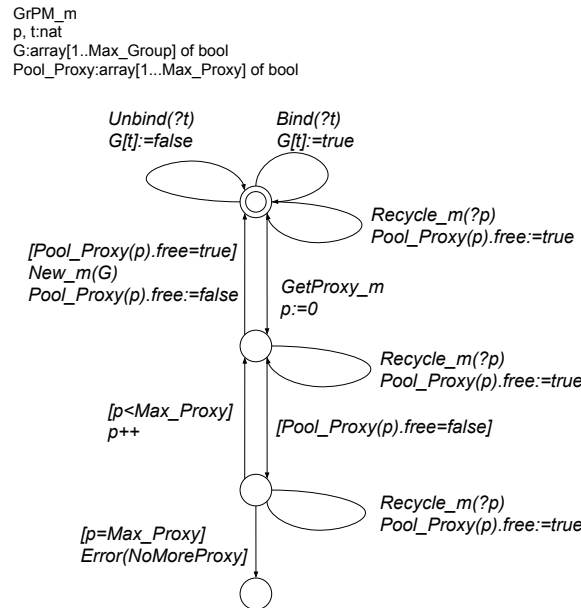 GrPM_m
p, t:nat
G:array[1..Max_Group] of bool
Pool_Proxy:array[1...Max_Proxy] of bool
Unbind(?t)
G[t]:=false
Bind(?t)
G[t]:=true
Recycle_m(?p)
Pool_Proxy(p).free:=true
[Pool_Proxy(p).free=true]
New_m(G)
Pool_Proxy(p).free:=false
GetProxy_m
p:=0
Recycle_m(?p)
Pool_Proxy(p).free:=true
[p<Max_Proxy]
p++
[Pool_Proxy(p).free=false]
Recycle_m(?p)
Pool_Proxy(p).free:=true
[p=Max_Proxy]
Error(NoMoreProxy]